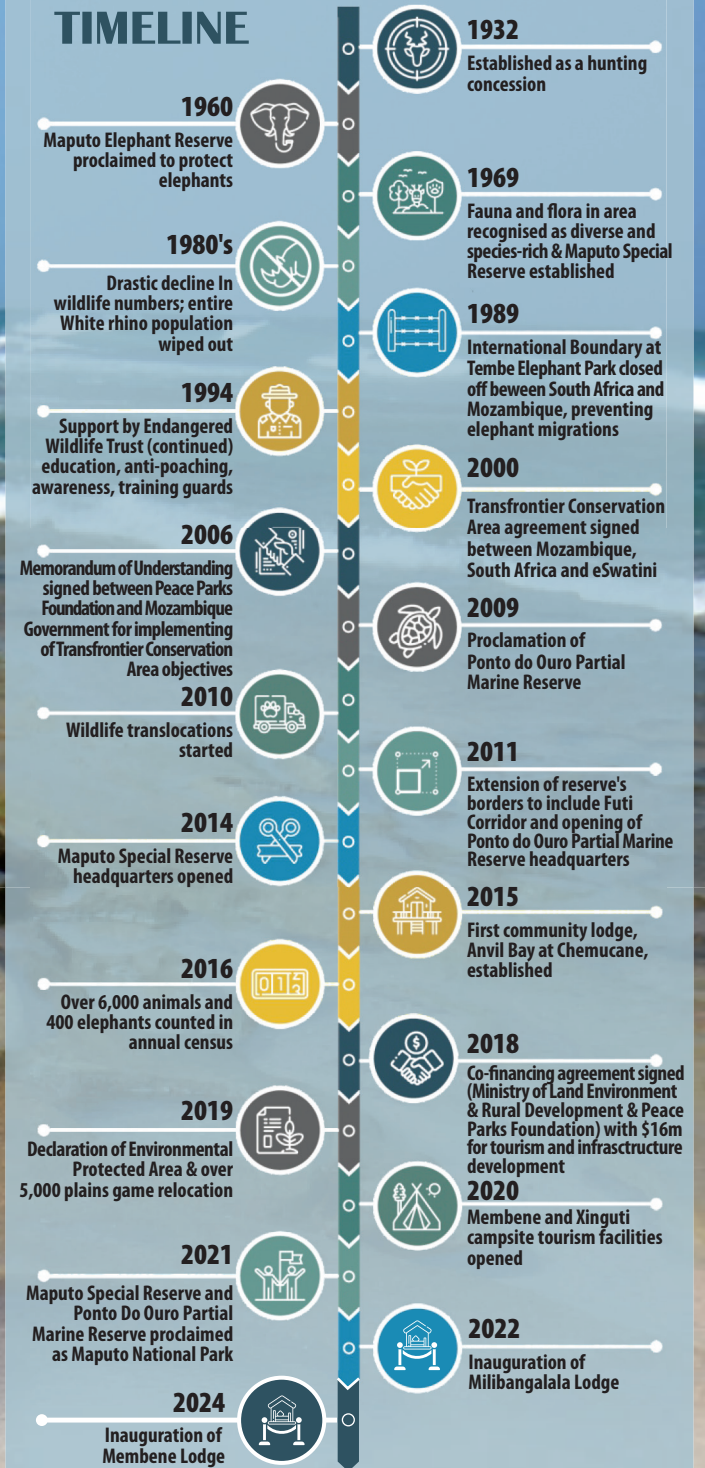 TIMELINE
1932
Established as a hunting
concession
1960
Maputo Elephant Reserve
proclaimed to protect
elephants
1969
Fauna and flora in area
recognised as diverse and
species-rich & Maputo Special
Reserve established
1980's
Drastic decline In
wildlife numbers; entire
White rhino population
wiped out
1989
International Boundary at
Tembe Elephant Park closed
off beween South Africa and
Mozambique, preventing
elephant migrations
1994
Support by Endangered
Wildlife Trust (continued)
education, anti-poaching,
awareness, training guards
2000
Transfrontier Conservation
Area agreement signed
between Mozambique,
South Africa and eSwatini
2006
Memorandum of Understanding
signed between Peace Parks
Foundation and Mozambique
Government for implementing
of Transfrontier Conservation
Area objectives
2009
Proclamation of
Ponto do Ouro Partial
Marine Reserve
2010
Wildlife translocations
started
2011
Extension of reserve's
borders to include Futi
Corridor and opening of
Ponto do Ouro Partial Marine
Reserve headquarters
2014
Maputo Special Reserve
headquarters opened
2015
First community lodge,
Anvil Bay at Chemucane,
established
2016
Over 6,000 animals and
400 elephants counted in
annual census
2018
Co-financing agreement signed
(Ministry of Land Environment
& Rural Development & Peace
Parks Foundation) with $16m
for tourism and infrasctructure
development
2019
Declaration of Environmental
Protected Area & over
5,000 plains game relocation
2020
Membene and Xinguti
campsite tourism facilities
opened
2021
Maputo Special Reserve and
Ponto Do Ouro Partial
Marine Reserve proclaimed
as Maputo National Park
2022
Inauguration of
Milibangalala Lodge
2024
Inauguration of
Membene Lodge